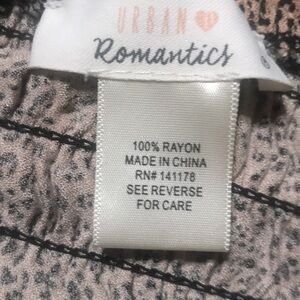 URBAN
Romantics ®
100% RAYON
MADE IN CHINA
RN# 141178
SEE REVERSE
FOR CARE